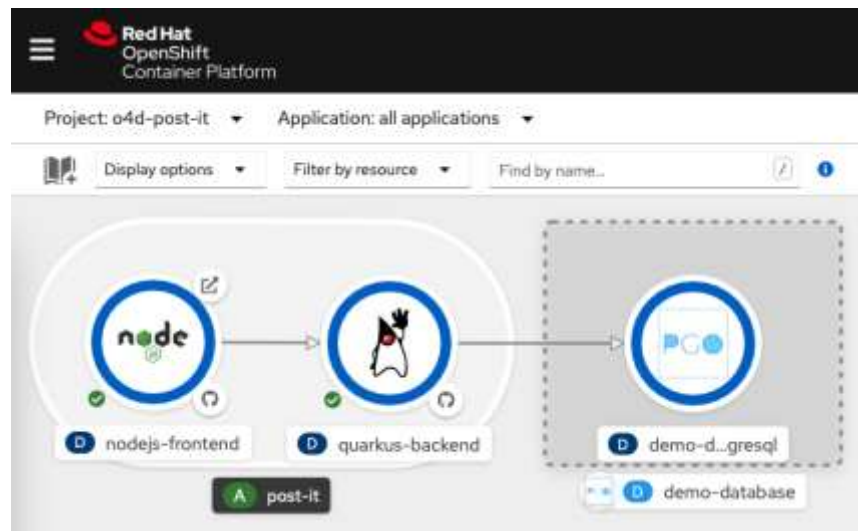 Red Hat
OpenShift
Container Platform
Project: o4d-post-it
Application: all applications
Display options
Filter by resource
Find by name...
/
node
JS
PGO
D nodejs-frontend
D quarkus-backend
D demo-d...gresql
A post-it
D demo-database